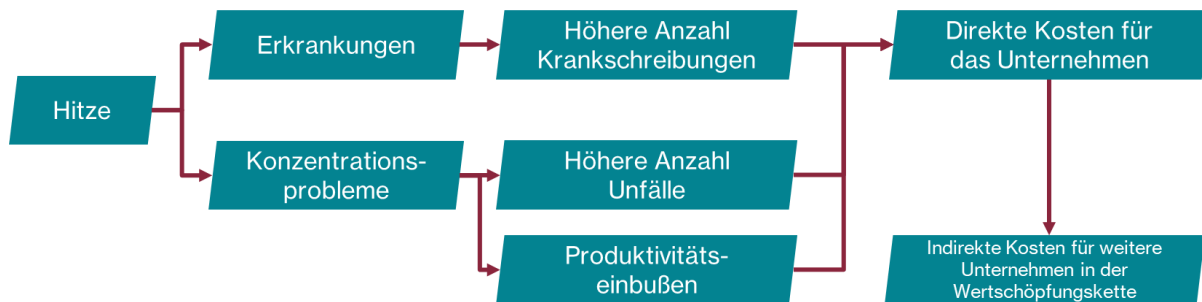 Hitze
Erkrankungen
Höhere Anzahl
Krankschreibungen
Direkte Kosten für
das Unternehmen
Konzentrations-
probleme
Höhere Anzahl
Unfälle
Produktivitäts-
einbußen
Indirekte Kosten für weitere
Unternehmen in der
Wertschöpfungskette